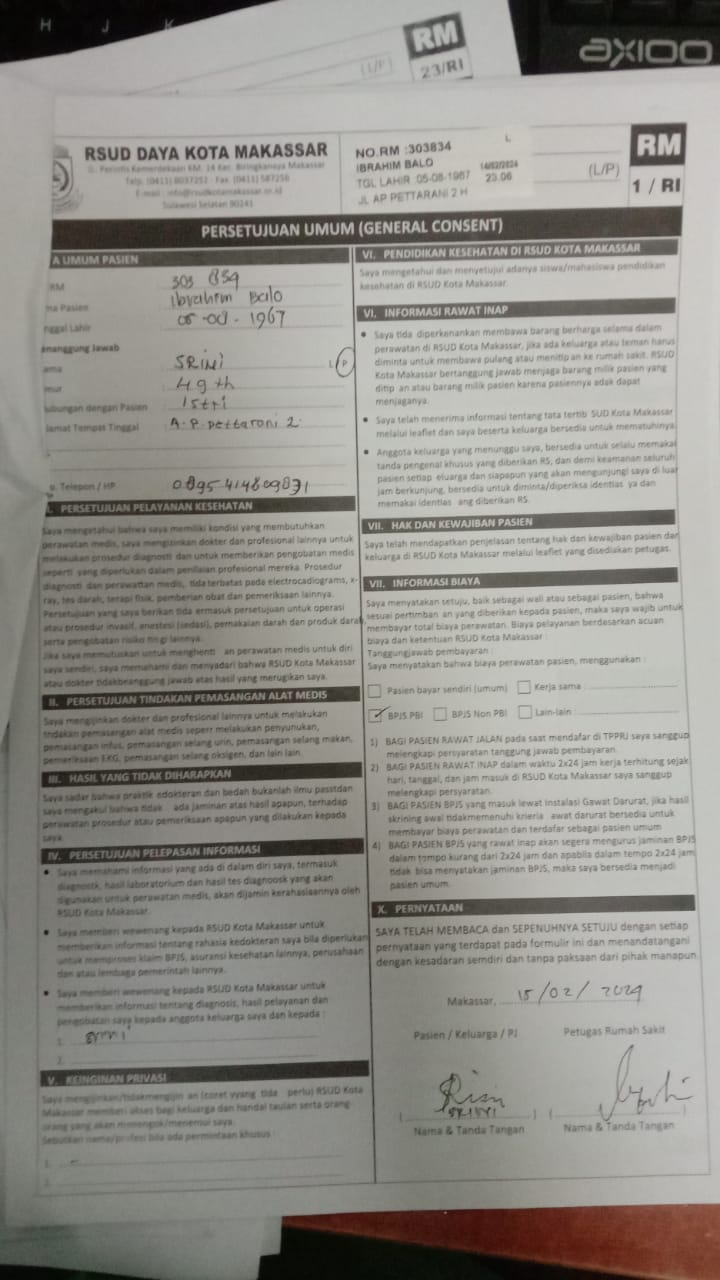 H J K
RM
(L/P)
23/RI
AXIOO
RSUD DAYA KOTA MAKASSAR
Jl. Perintis Kemerdekaan KM. 14 Kec. Biringkanaya Makassar
Telp. (0411) Fax. (0411) 587256
E-mail : info@rsudkotamakassar.or.id
Sulawesi Selatan 90241
NO.RM :303834
L
IBRAHIM BALO
14/02/2024
TGL LAHIR 05-08-1967
23.06
JL AP PETTARANI 2 H
(L/P)
RM
1 / RI
PERSETUJUAN UMUM (GENERAL CONSENT)
A UMUM PASIEN
RM 303 834
ma Pasien Ibrahim Balo
nggal Lahir 05-08-1967
enanggung Jawab
ama SRINI L P
mur 49 th
ubungan dengan Pasien Istri
lamat Tempat Tinggal A.P. pettaroni 2
o. Telepon / HP 0895414809831
I. PERSETUJUAN PELAYANAN KESEHATAN
Saya mengetahui bahwa saya memiliki kondisi yang membutuhkan
perawatan medis, saya mengizinkan dokter dan profesional lainnya untuk
melakukan prosedur diagnosti dan untuk memberikan pengobatan medis
seperti yang diperlukan dalam penilaian profesional mereka. Prosedur
diagnosti dan perawattan medis, tida terbatas pada electrocadiograms, x-
ray, tes darah, terapi fisik, pemberian obat dan pemeriksaan lainnya.
Persetujuan yang saya berikan tida ermasuk persetujuan untuk operasi
atau prosedur invasif, anestesi (sedasi), pemakaian darah dan produk darah,
serta pengobatan risiko tin gi lainnya.
Jika saya memutuskan untuk menghenti an perawatan medis untuk diri
saya sendiri, saya memahami dan menyadari bahwa RSUD Kota Makassar
atau dokter tidakbeanggung jawab atas hasil yang merugikan saya.
II. PERSETUJUAN TINDAKAN PEMASANGAN ALAT MEDIS
Saya mengijinkan dokter dan profesional lainnya untuk melakukan
tindakan pemasangan alat medis seperr melakukan penyunukan,
pemasangan infus, pemasangan selang urin, pemasangan selang makan,
pemeriksaan EKG, pemasangan selang oksigen, dan lain lain.
III. HASIL YANG TIDAK DIHARAPKAN
Saya sadar bahwa praktik edokteran dan bedah bukanlah ilmu passtdan
saya mengakui bahwa tidak ada jaminan atas hasil apapun, terhadap
perawatan prosedur atau pemeriksaan apapun yang dilakukan kepada
saya.
IV. PERSETUJUAN PELEPASAN INFORMASI
• Saya memahami informasi yang ada di dalam diri saya, termasuk
diagnostk, hasil laboratorium dan hasil tes diagnoosk yang akan
digunakan untuk perawatan medis, akan dijamin kerahasiaannya oleh
RSUD Kota Makassar.
• Saya memberi wewenang kepada RSUD Kota Makassar untuk
memberikan informasi tentang rahasia kedokteran saya bila diperlukan
untuk memproses klaim BPJS, asuransi kesehatan lainnya, perusahaan
dan atau lembaga pemerintah lainnya.
• Saya memberi wewenang kepada RSUD Kota Makassar untuk
memberikan informasi tentang diagnosis, hasil pelayanan dan
pengobatan saya kepada anggota keluarga saya dan kepada :
1. srini
2.
V. KEINGINAN PRIVASI
Saya mengijinkan/tidakmengijin an (coret vyang tida perlu) RSUD Kota
Makassar memberi akses bagi keluarga dan handai taulan serta orang-
orang yang akan menengok/menemui saya.
Sebutkan nama/profesi bila ada permintaan khusus :
1. –
2.
VI. PENDIDIKAN KESEHATAN DI RSUD KOTA MAKASSAR
Saya mengetahui dan menyetujui adanya siswa/mahasiswa pendidikan
kesehatan di RSUD Kota Makassar.
VI. INFORMASI RAWAT INAP
• Saya tida diperkenankan membawa barang berharga selama dalam
perawatan di RSUD Kota Makassar, jika ada keluarga atau teman harus
diminta untuk membawa pulang atau menitipan ke rumah sakit. RSUD
Kota Makassar bertanggung jawab menjaga barang milik pasien yang
ditip an atau barang milik pasien karena pasiennya adak dapat
menjaganya.
• Saya telah menerima informasi tentang tata tertib SUD Kota Makassar
melalui leaflet dan saya beserta keluarga bersedia untuk mematuhinya.
• Anggota keluarga yang menunggu saya, bersedia untuk selalu memakai
tanda pengenal khusus yang diberikan RS, dan demi keamanan seluruh
pasien setiap eluarga dan siapapun yang akan mengunjungi saya di luar
jam berkunjung, bersedia untuk diminta/diperiksa identias ya dan
memakai identias ang diberikan RS.
VII. HAK DAN KEWAJIBAN PASIEN
Saya telah mendapatkan penjelasan tentang hak dan kewajiban pasien dan
keluarga di RSUD Kota Makassar melalui leaflet yang disediakan petugas.
VII. INFORMASI BIAYA
Saya menyatakan setuju, baik sebagai wali atau sebagai pasien, bahwa
sesuai pertimban an yang diberikan kepada pasien, maka saya wajib untuk
membayar total biaya perawatan. Biaya pelayanan berdasarkan acuan
biaya dan ketentuan RSUD Kota Makassar :
Tanggungjawab pembayaran :
Saya menyatakan bahwa biaya perawatan pasien, menggunakan :
Pasien bayar sendiri (umum) Kerja sama :
✓ BPJS PBI BPJS Non PBI Lain-lain :
1) BAGI PASIEN RAWAT JALAN pada saat mendafar di TPPRJ saya sanggup
melengkapi persyaratan tanggung jawab pembayaran.
2) BAGI PASIEN RAWAT INAP dalam waktu 2x24 jam kerja terhitung sejak
hari, tanggal, dan jam masuk di RSUD Kota Makassar saya sanggup
melengkapi persyaratan.
3) BAGI PASIEN BPJS yang masuk lewat Instalasi Gawat Darurat, jika hasil
skrining awal tidakmemenuhi krieria awat darurat bersedia untuk
membayar biaya perawatan dan terdafar sebagai pasien umum
4) BAGI PASIEN BPJS yang rawat inap akan segera mengurus jaminan BPJS
dalam tempo kurang dari 2x24 jam dan apabila dalam tempo 2x24 jam
tidak bisa menyatakan jaminan BPJS, maka saya bersedia menjadi
pasien umum.
X. PERNYATAAN
SAYA TELAH MEMBACA dan SEPENUHNYA SETUJU dengan setiap
pernyataan yang terdapat pada formulir ini dan menandatangani
dengan kesadaran semdiri dan tanpa paksaan dari pihak manapun.
Makassar, 15/02/2024
Pasien / Keluarga / PJ Petugas Rumah Sakit
SRINI
Nama & Tanda Tangan Nama & Tanda Tangan